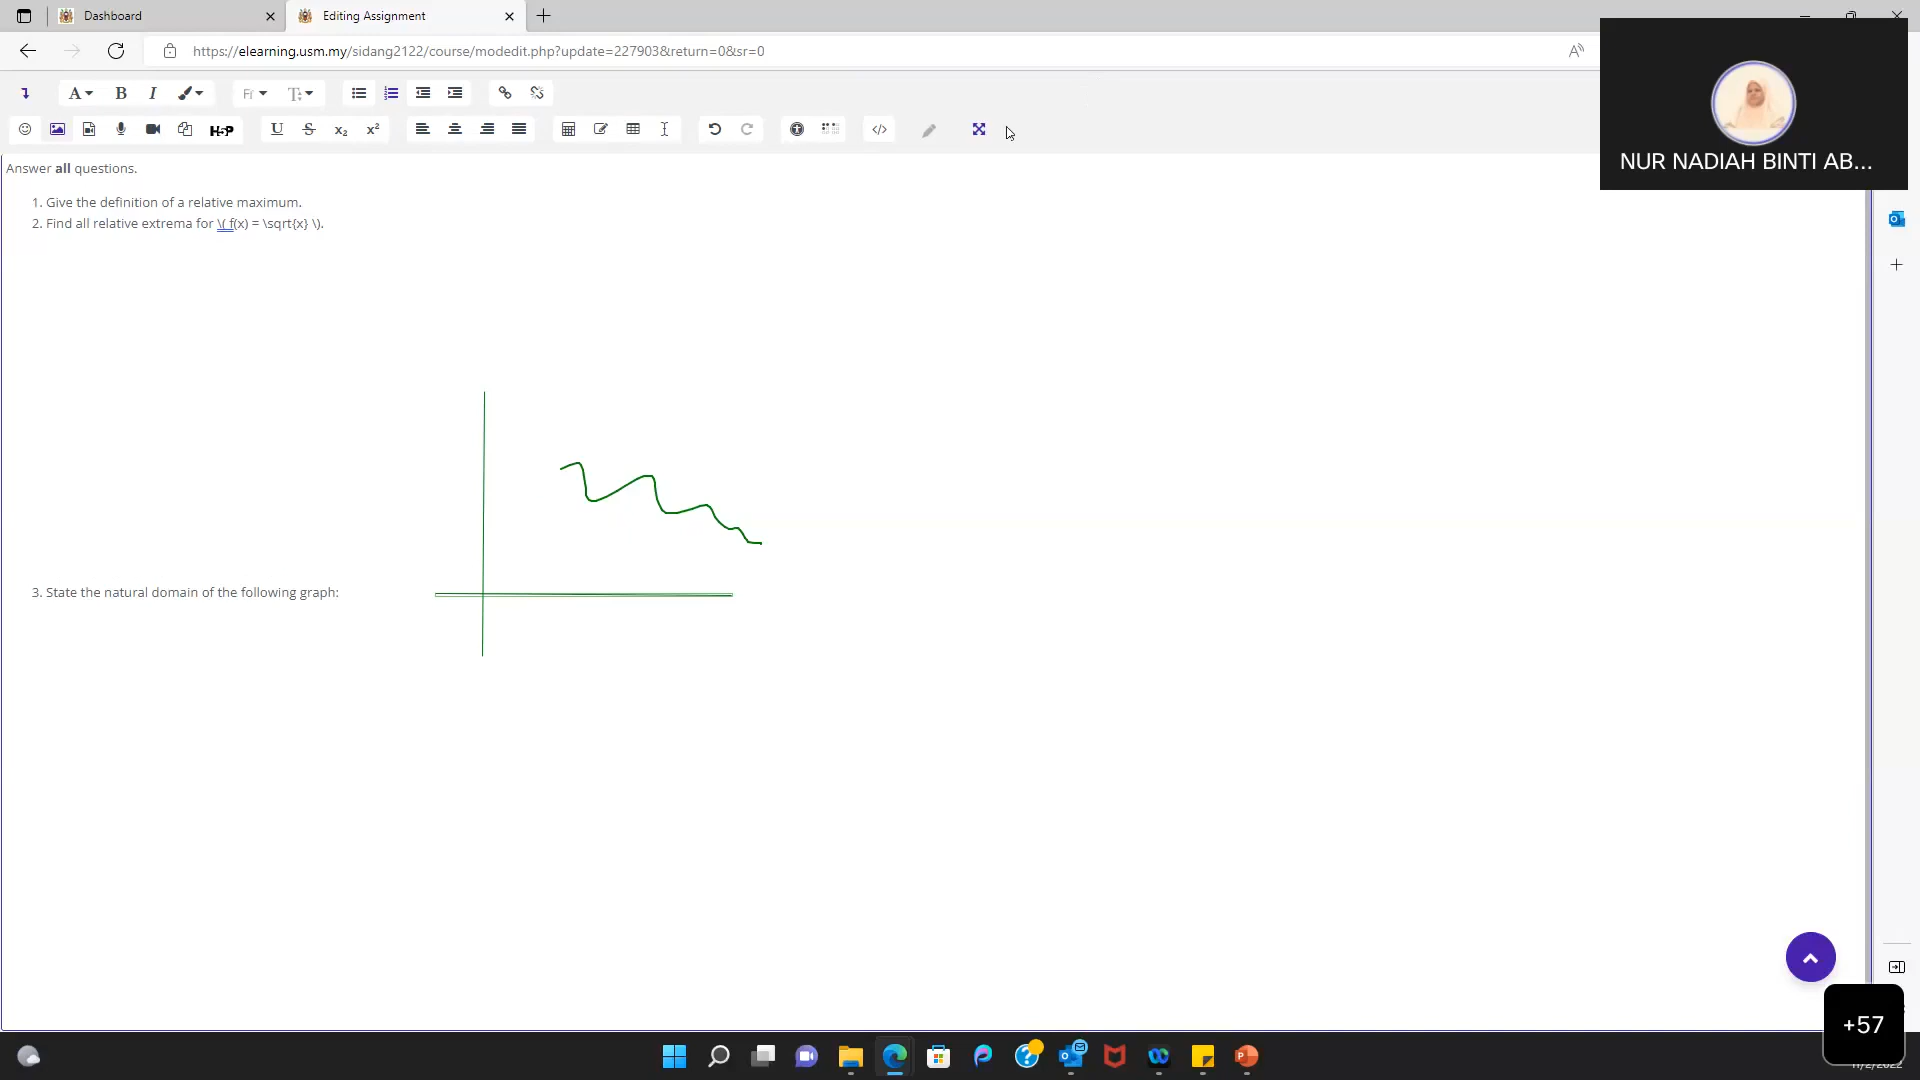 Dashboard
Editing Assignment
https://elearning.usm.my/sidang2122/course/modedit.php?update=227903&return=0&sr=0
NUR NADIAH BINTI AB...
H5P
Answer all questions.
1. Give the definition of a relative maximum.
2. Find all relative extrema for \( f(x) = \sqrt{x} \).
3. State the natural domain of the following graph:
+57